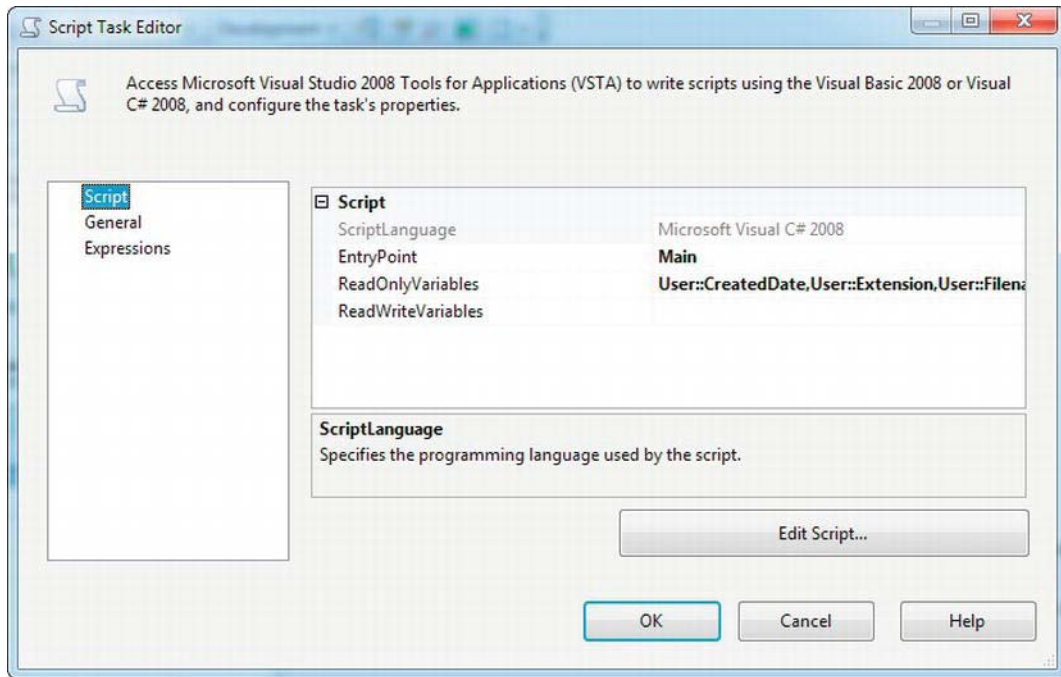 Script Task Editor
Access Microsoft Visual Studio 2008 Tools for Applications (VSTA) to write scripts using the Visual Basic 2008 or Visual
C# 2008, and configure the task's properties.
Script
General
Expressions
Script
ScriptLanguage Microsoft Visual C# 2008
EntryPoint Main
ReadOnlyVariables User::CreatedDate,User::Extension,User::Filena
ReadWriteVariables
ScriptLanguage
Specifies the programming language used by the script.
Edit Script...
OK Cancel Help